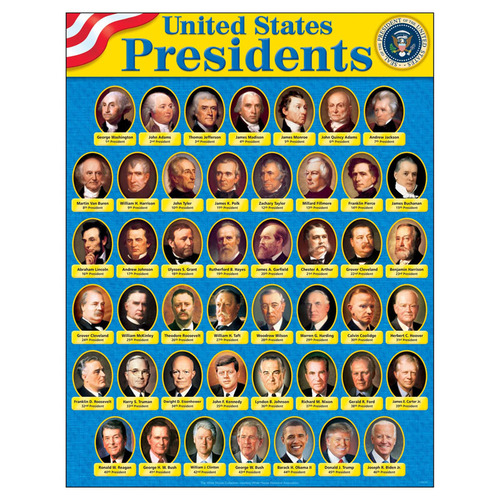 United States
Presidents
SEAL OF THE PRESIDENT OF THE UNITED STATES
George Washington
1st President
John Adams
2nd President
Thomas Jefferson
3rd President
James Madison
4th President
James Monroe
5th President
John Quincy Adams
6th President
Andrew Jackson
7th President
Martin Van Buren
8th President
William H. Harrison
9th President
John Tyler
10th President
James K. Polk
11th President
Zachary Taylor
12th President
Millard Fillmore
13th President
Franklin Pierce
14th President
James Buchanan
15th President
Abraham Lincoln
16th President
Andrew Johnson
17th President
Ulysses S. Grant
18th President
Rutherford B. Hayes
19th President
James A. Garfield
20th President
Chester A. Arthur
21st President
Grover Cleveland
22nd President
Benjamin Harrison
23rd President
Grover Cleveland
24th President
William McKinley
25th President
Theodore Roosevelt
26th President
William H. Taft
27th President
Woodrow Wilson
28th President
Warren G. Harding
29th President
Calvin Coolidge
30th President
Herbert C. Hoover
31st President
Franklin D. Roosevelt
32nd President
Harry S. Truman
33rd President
Dwight D. Eisenhower
34th President
John F. Kennedy
35th President
Lyndon B. Johnson
36th President
Richard M. Nixon
37th President
Gerald R. Ford
38th President
James E. Carter Jr.
39th President
Ronald W. Reagan
40th President
George H. W. Bush
41st President
William J. Clinton
42nd President
George W. Bush
43rd President
Barack H. Obama II
44th President
Donald J. Trump
45th President
Joseph R. Biden Jr.
46th President